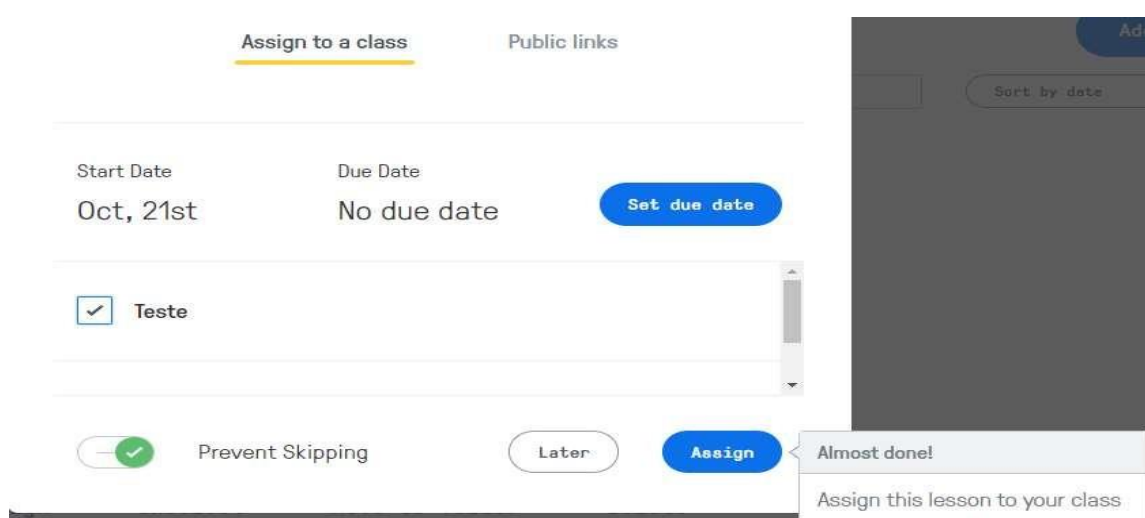 Assign to a class
Public links
Sort by date
Start Date
Due Date
Oct, 21st
No due date
Set due date
Teste
Prevent Skipping
Later
Assign
Almost done!
Assign this lesson to your class